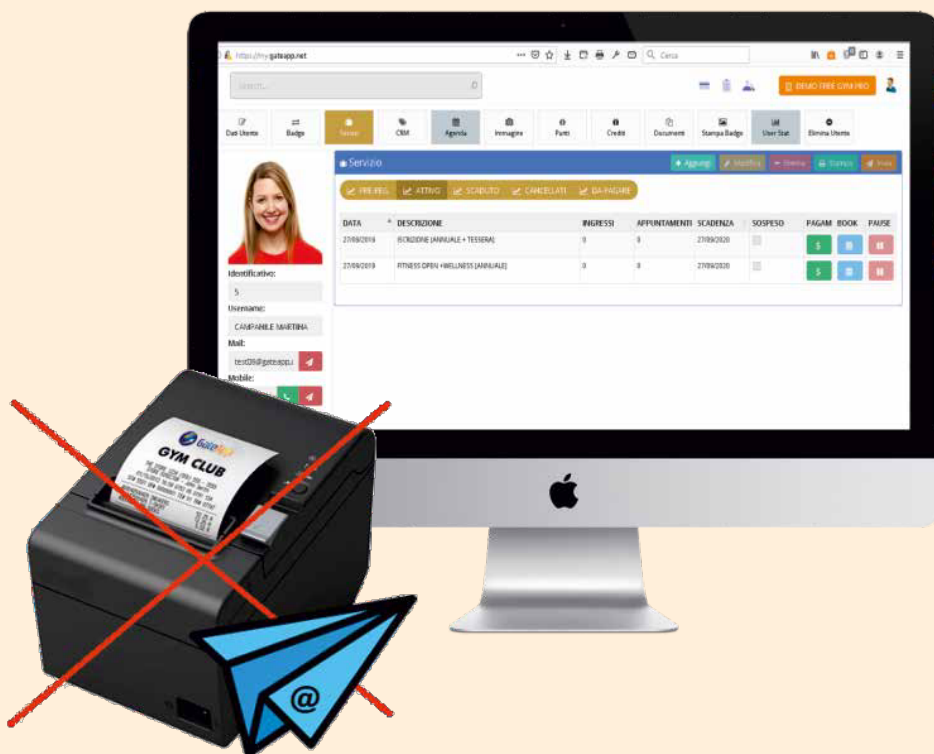 https://my.gateapp.net
Cerca
Search...
DEMO FREE GYM PRO
Dati Utente Badge Servizi CRM Agenda Immagine Punti Crediti Documenti Stampa Badge User Stat Elimina Utente
Servizio
Aggiungi Modifica Elimina Stampa Invia
PRE-REG. ATTIVO SCADUTO CANCELLATI DA PAGARE
DATA DESCRIZIONE INGRESSI APPUNTAMENTI SCADENZA SOSPESO PAGAM BOOK PAUSE
27/09/2019 ISCRIZIONE [ANNUALE + TESSERA] 0 0 27/09/2020
$
27/09/2019 FITNESS OPEN +WELLNESS [ANNUALE] 0 0 27/09/2020
$
Identificativo:
5
Username:
CAMPANILE MARTINA
Mail:
test09@gateapp.
Mobile:
GateApp
GYM CLUB
@